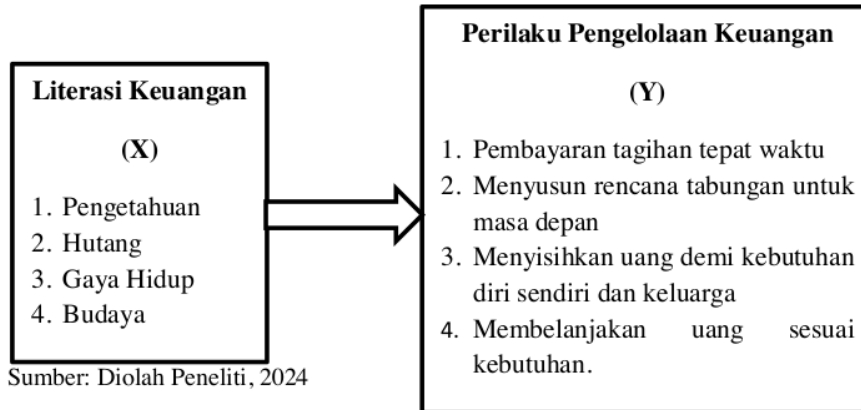 Literasi Keuangan
(X)
1. Pengetahuan
2. Hutang
3. Gaya Hidup
4. Budaya
Sumber: Diolah Peneliti, 2024
Perilaku Pengelolaan Keuangan
(Y)
1. Pembayaran tagihan tepat waktu
2. Menyusun rencana tabungan untuk
masa depan
3. Menyisihkan uang demi kebutuhan
diri sendiri dan keluarga
4. Membelanjakan uang sesuai
kebutuhan.